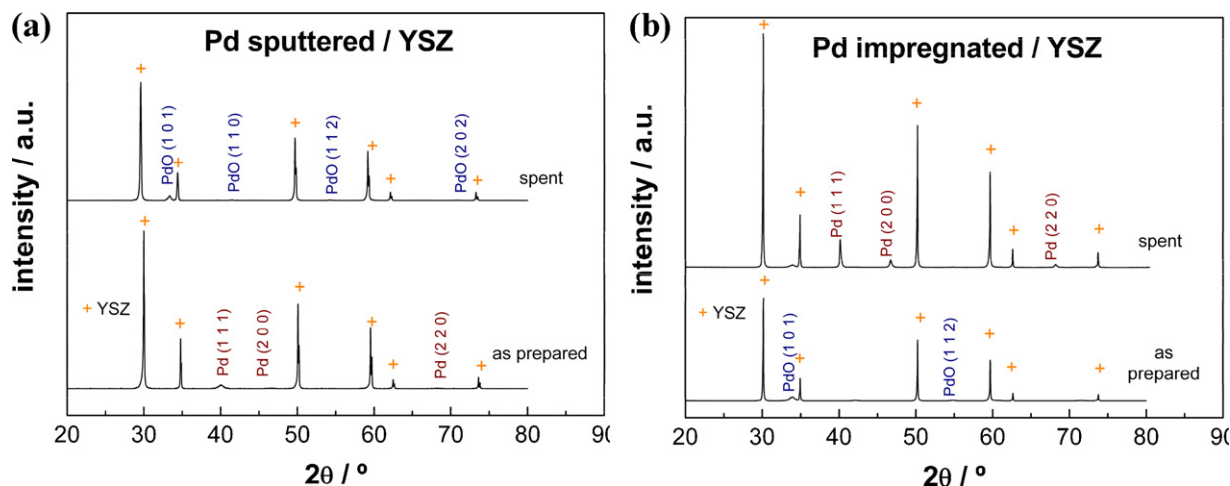 (a)
Pd sputtered / YSZ
intensity / a.u.
+
+
+
+
+
+
PdO (1 0 1)
PdO (1 1 0)
PdO (1 1 2)
PdO (2 0 2)
spent
+
+
+
+
+
+
+ YSZ
Pd (1 1 1)
Pd (2 0 0)
Pd (2 2 0)
as prepared
20 30 40 50 60 70 80 90
2θ / º
(b)
Pd impregnated / YSZ
intensity / a.u.
+
+
+
+
+
+
Pd (1 1 1)
Pd (2 0 0)
Pd (2 2 0)
spent
+
+
+
+
+
+
+ YSZ
PdO (1 0 1)
PdO (1 1 2)
as
prepared
20 30 40 50 60 70 80
2θ / º